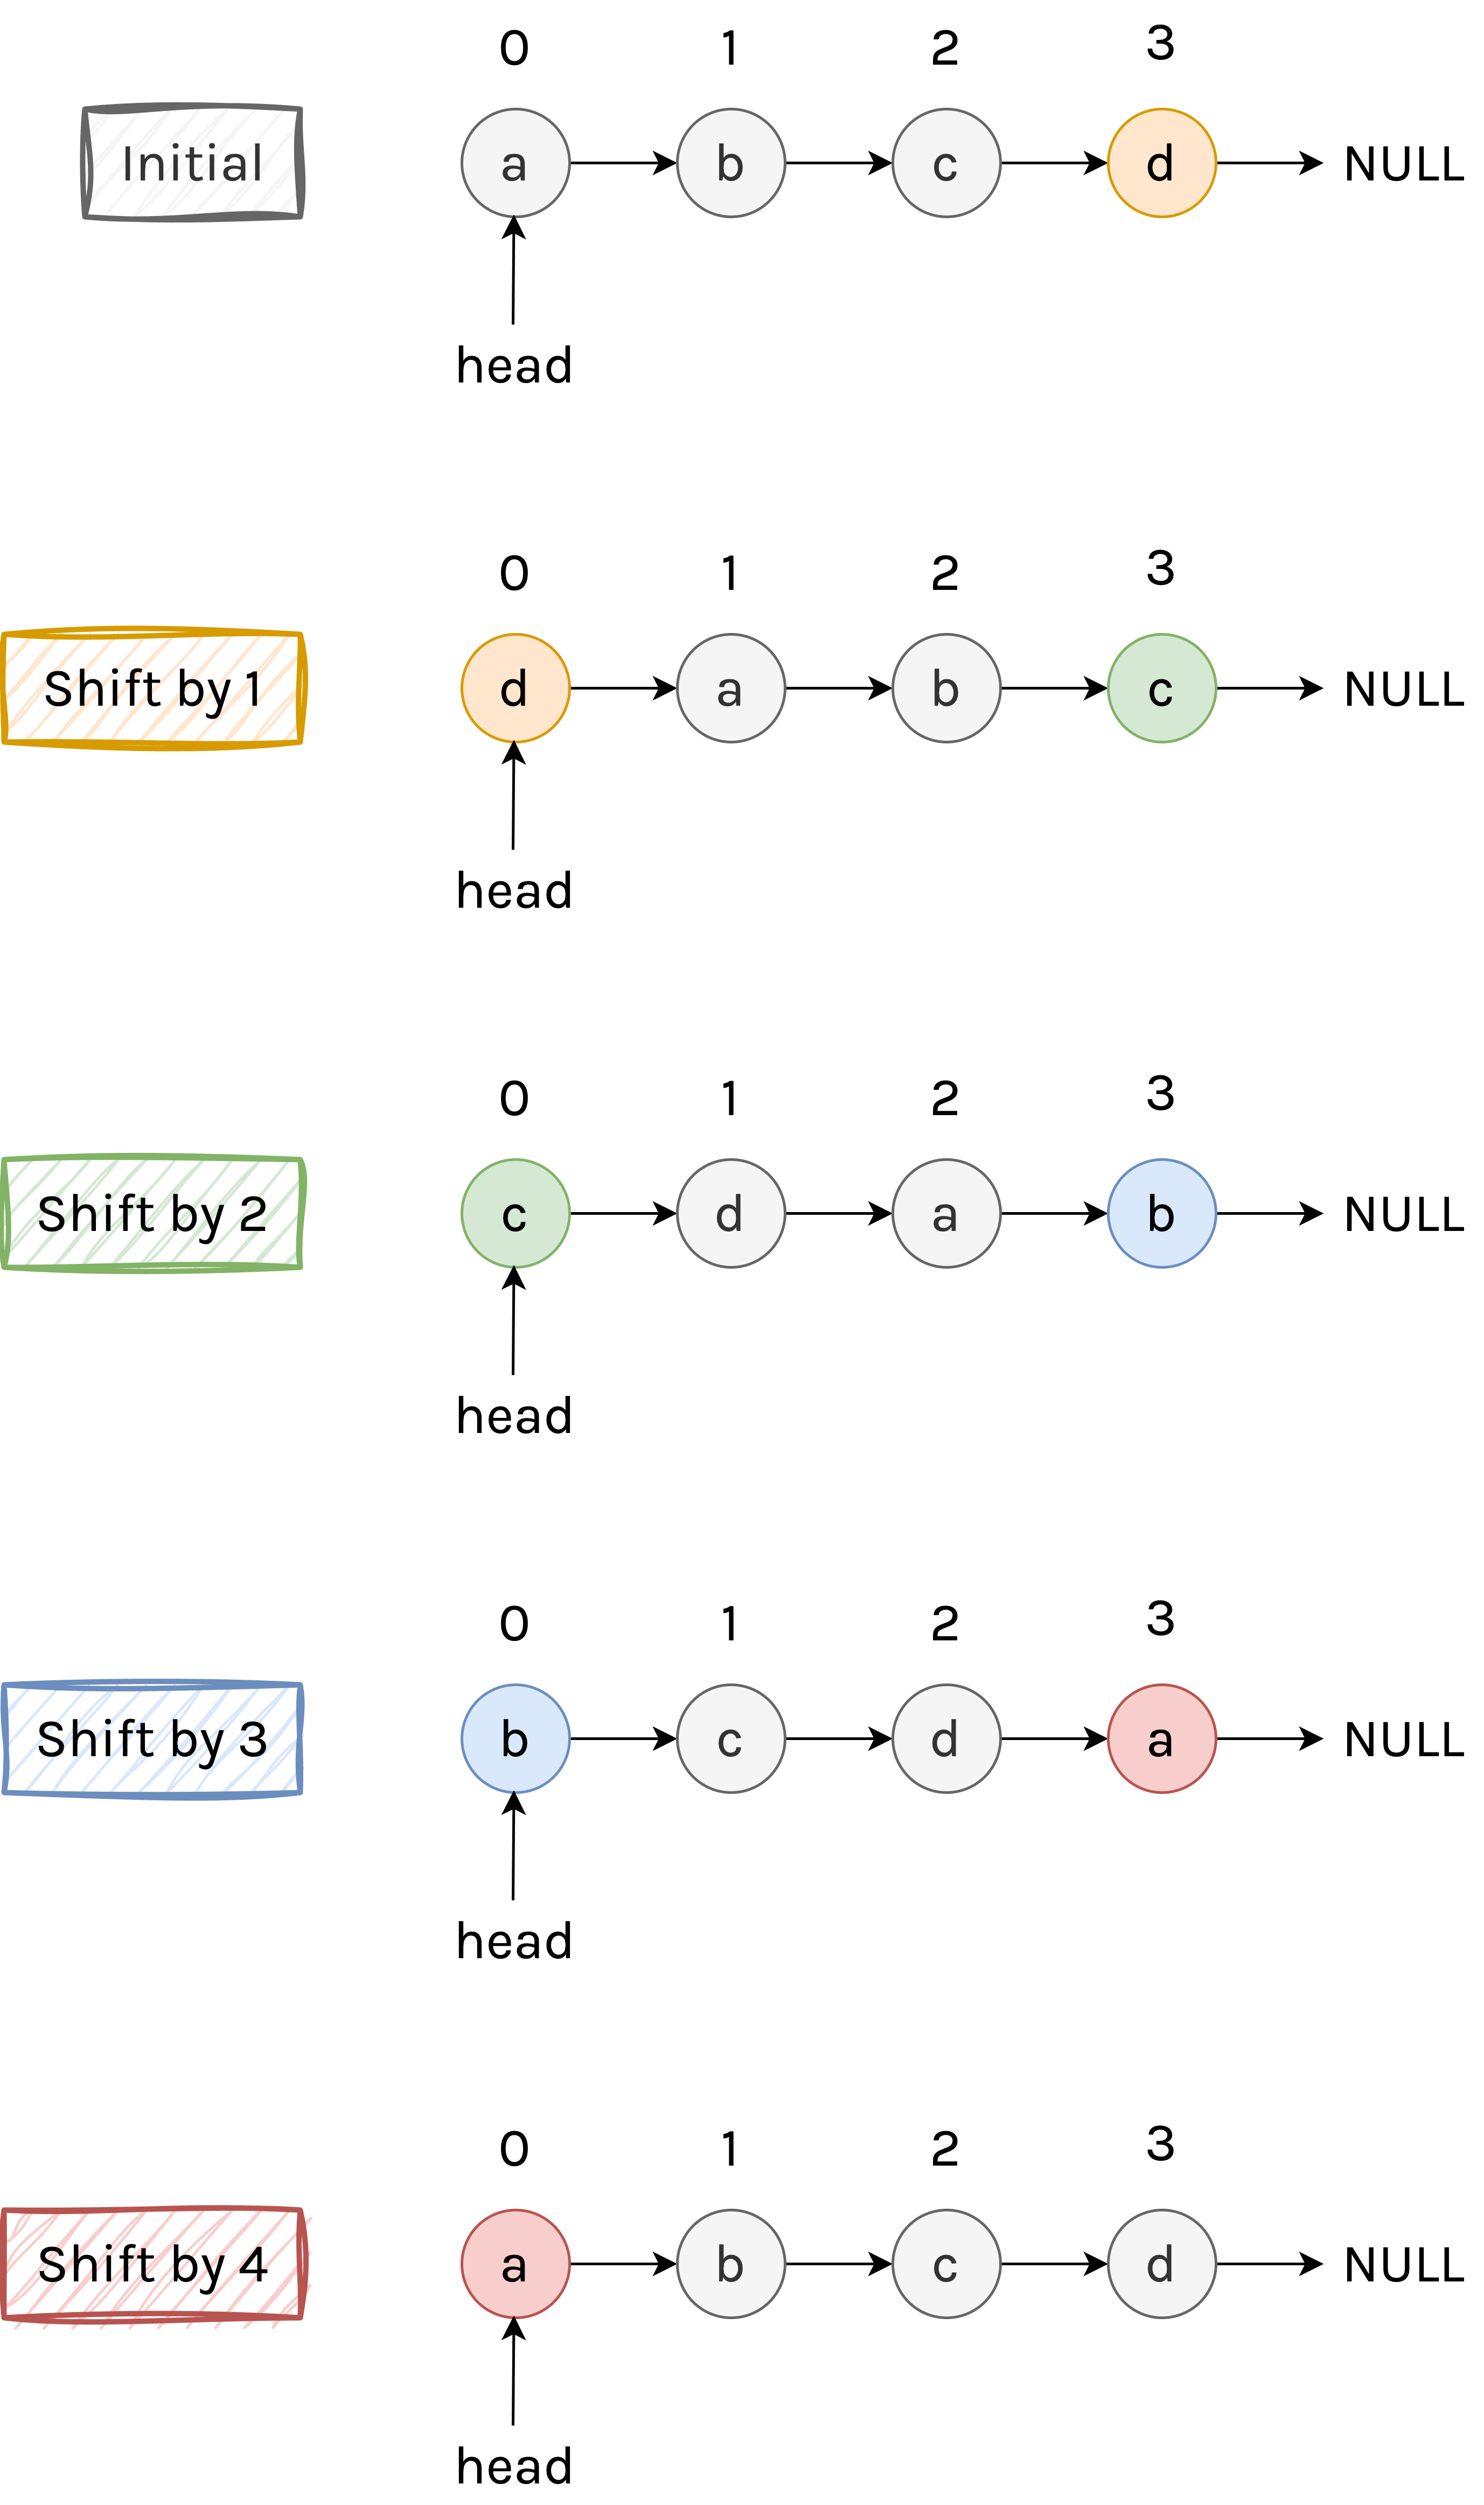 0 1 2 3
Initial a b c d NULL
head
0 1 2 3
Shift by 1 d a b c NULL
head
0 1 2 3
Shift by 2 c d a b NULL
head
0 1 2 3
Shift by 3 b c d a NULL
head
0 1 2 3
Shift by 4 a b c d NULL
head